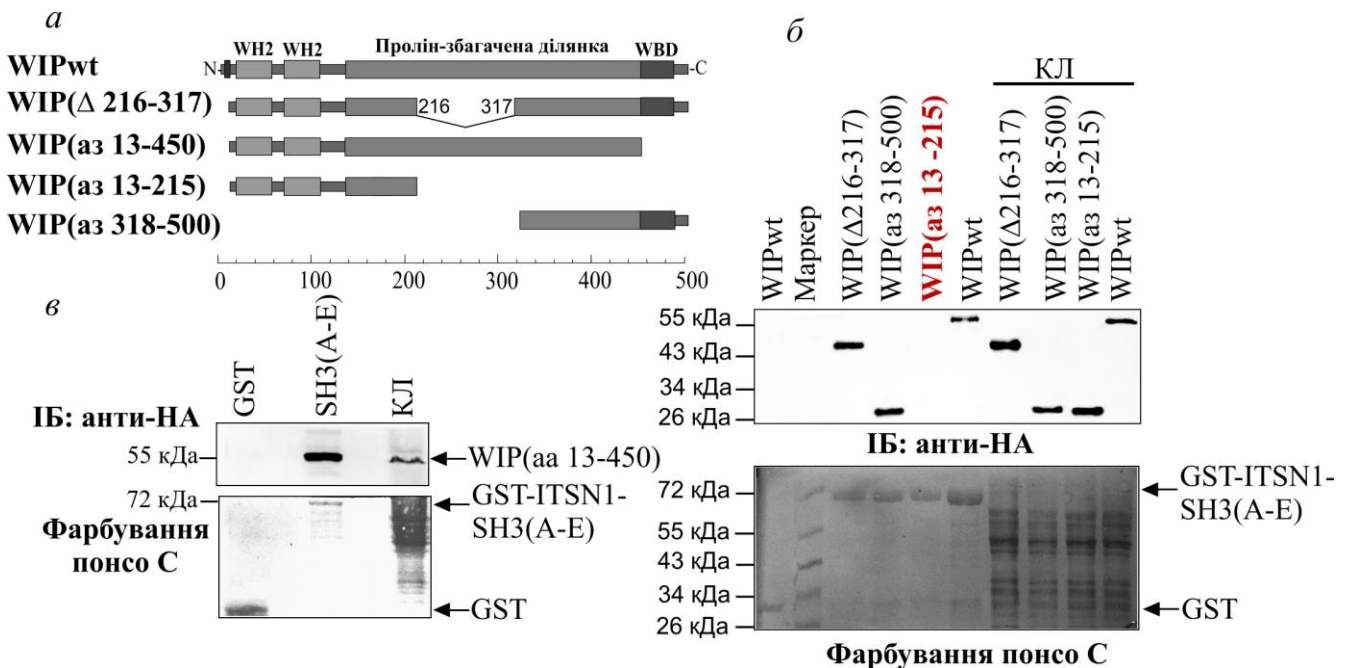 а
WH2 WH2 Пролін-збагачена ділянка WBD
WIPwt N- -C
WIP(Δ 216-317) 216 317
WIP(аз 13-450)
WIP(аз 13-215)
WIP(аз 318-500)
0 100 200 300 400 500
б
КЛ
WIPwt
Маркер
WIP(Δ216-317)
WIP(аз 318-500)
WIP(аз 13 -215)
WIPwt
WIP(Δ216-317)
WIP(аз 318-500)
WIP(аз 13-215)
WIPwt
55 кДа
43 кДа
34 кДа
26 кДа
ІБ: анти-НА
72 кДа
55 кДа
43 кДа
34 кДа
26 кДа
GST-ITSN1-
SH3(A-E)
GST
Фарбування понсо С
в
GST
SH3(A-E)
КЛ
ІБ: анти-НА
55 кДа
WIP(aa 13-450)
72 кДа
GST-ITSN1-
SH3(A-E)
Фарбування
понсо С
GST